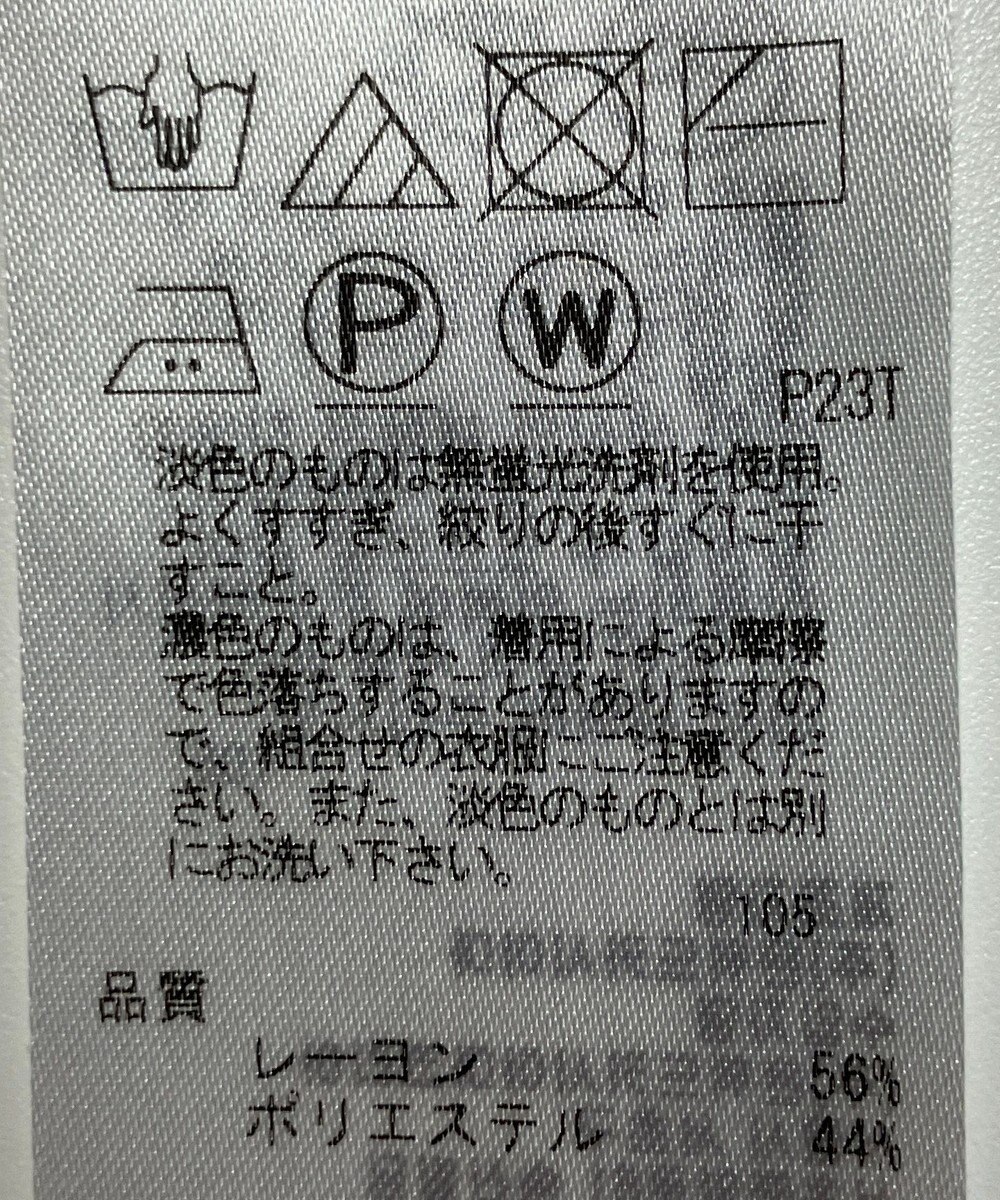 P
W
P23T
淡色のものは無蛍光洗剤を使用。
よくすすぎ、絞りの後すぐに干
すこと。
濃色のものは、着用による摩擦
で色落ちすることがありますの
で、組合せの衣服にご注意くだ
さい。また、淡色のものとは別
にお洗い下さい。
105
品質
レーヨン 56%
ポリエステル 44%